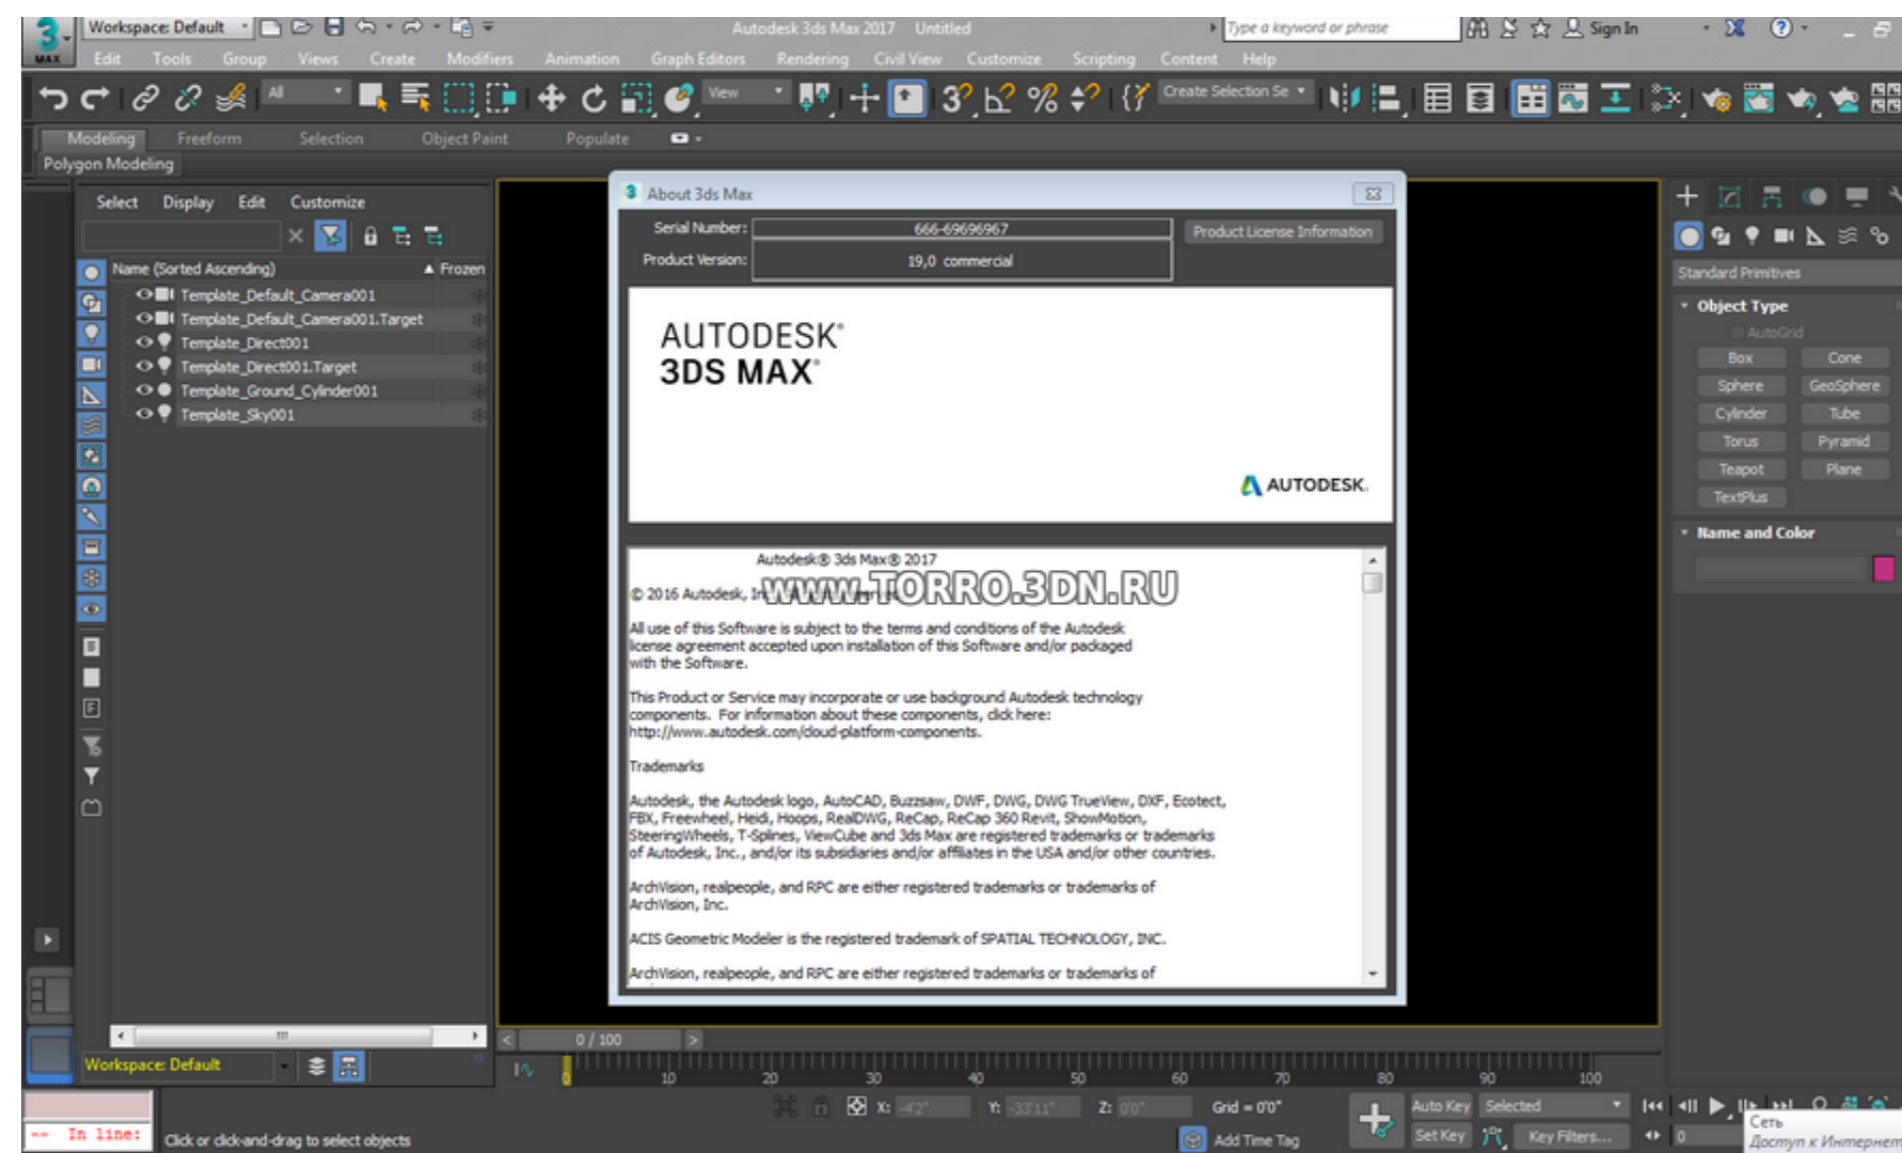 Workspace: Default
Autodesk 3ds Max 2017 Untitled
Type a keyword or phrase
Sign In
MAX
Edit Tools Group Views Create Modifiers Animation Graph Editors Rendering Civil View Customize Scripting Content Help
All
View
Create Selection Se
Modeling Freeform Selection Object Paint Populate
Polygon Modeling
Select Display Edit Customize
Name (Sorted Ascending) Frozen
Template_Default_Camera001
Template_Default_Camera001.Target
Template_Direct001
Template_Direct001.Target
Template_Ground_Cylinder001
Template_Sky001
Workspace: Default
About 3ds Max
Serial Number: 666-69696967
Product License Information
Product Version: 19,0 commercial
AUTODESK®
3DS MAX®
AUTODESK.
Autodesk® 3ds Max® 2017
WWW.TORRO.3DN.RU
© 2016 Autodesk,
All use of this Software is subject to the terms and conditions of the Autodesk
license agreement accepted upon installation of this Software and/or packaged
with the Software.
This Product or Service may incorporate or use background Autodesk technology
components. For information about these components, click here:
http://www.autodesk.com/cloud-platform-components.
Trademarks
Autodesk, the Autodesk logo, AutoCAD, Buzzsaw, DWF, DWG, DWG TrueView, DXF, Ecotect,
FBX, Freewheel, Heidi, Hoops, RealDWG, ReCap, ReCap 360 Revit, ShowMotion,
SteeringWheels, T-Splines, ViewCube and 3ds Max are registered trademarks or trademarks
of Autodesk, Inc., and/or its subsidiaries and/or affiliates in the USA and/or other countries.
ArchVision, realpeople, and RPC are either registered trademarks or trademarks of
ArchVision, Inc.
ACIS Geometric Modeler is the registered trademark of SPATIAL TECHNOLOGY, INC.
ArchVision, realpeople, and RPC are either registered trademarks or trademarks of
Standard Primitives
Object Type
AutoGrid
Box Cone
Sphere GeoSphere
Cylinder Tube
Torus Pyramid
Teapot Plane
TextPlus
Name and Color
0 / 100
0 10 20 30 40 50 60 70 80 90 100
X: -4'2" Y: -33'11" Z: 0'0" Grid = 0'0"
Auto Key Selected
-- In line:
Click or click-and-drag to select objects
Add Time Tag
Set Key Key Filters...
0
Сеть
Доступ к Интернет